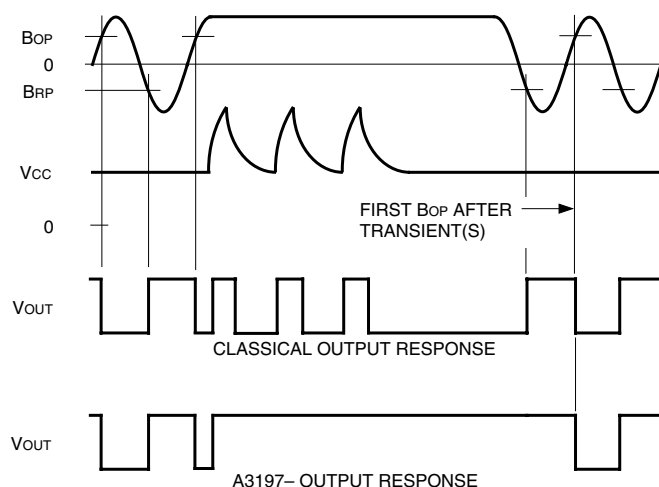 BOP
0
BRP
VCC
FIRST BOP AFTER
TRANSIENT(S)
0
VOUT
CLASSICAL OUTPUT RESPONSE
VOUT
A3197– OUTPUT RESPONSE